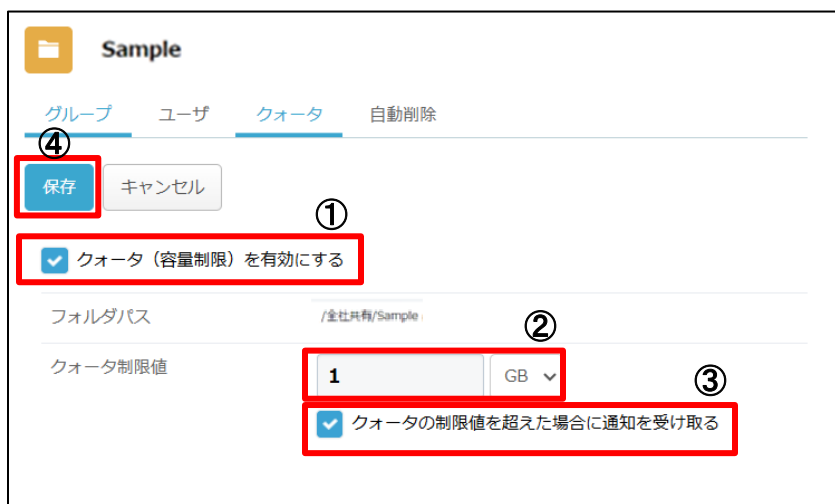 Sample
グループ ユーザ クォータ 自動削除
④
保存 キャンセル
①
クォータ（容量制限）を有効にする
フォルダパス /全社共有/Sample
②
クォータ制限値 1 GB
③
クォータの制限値を超えた場合に通知を受け取る